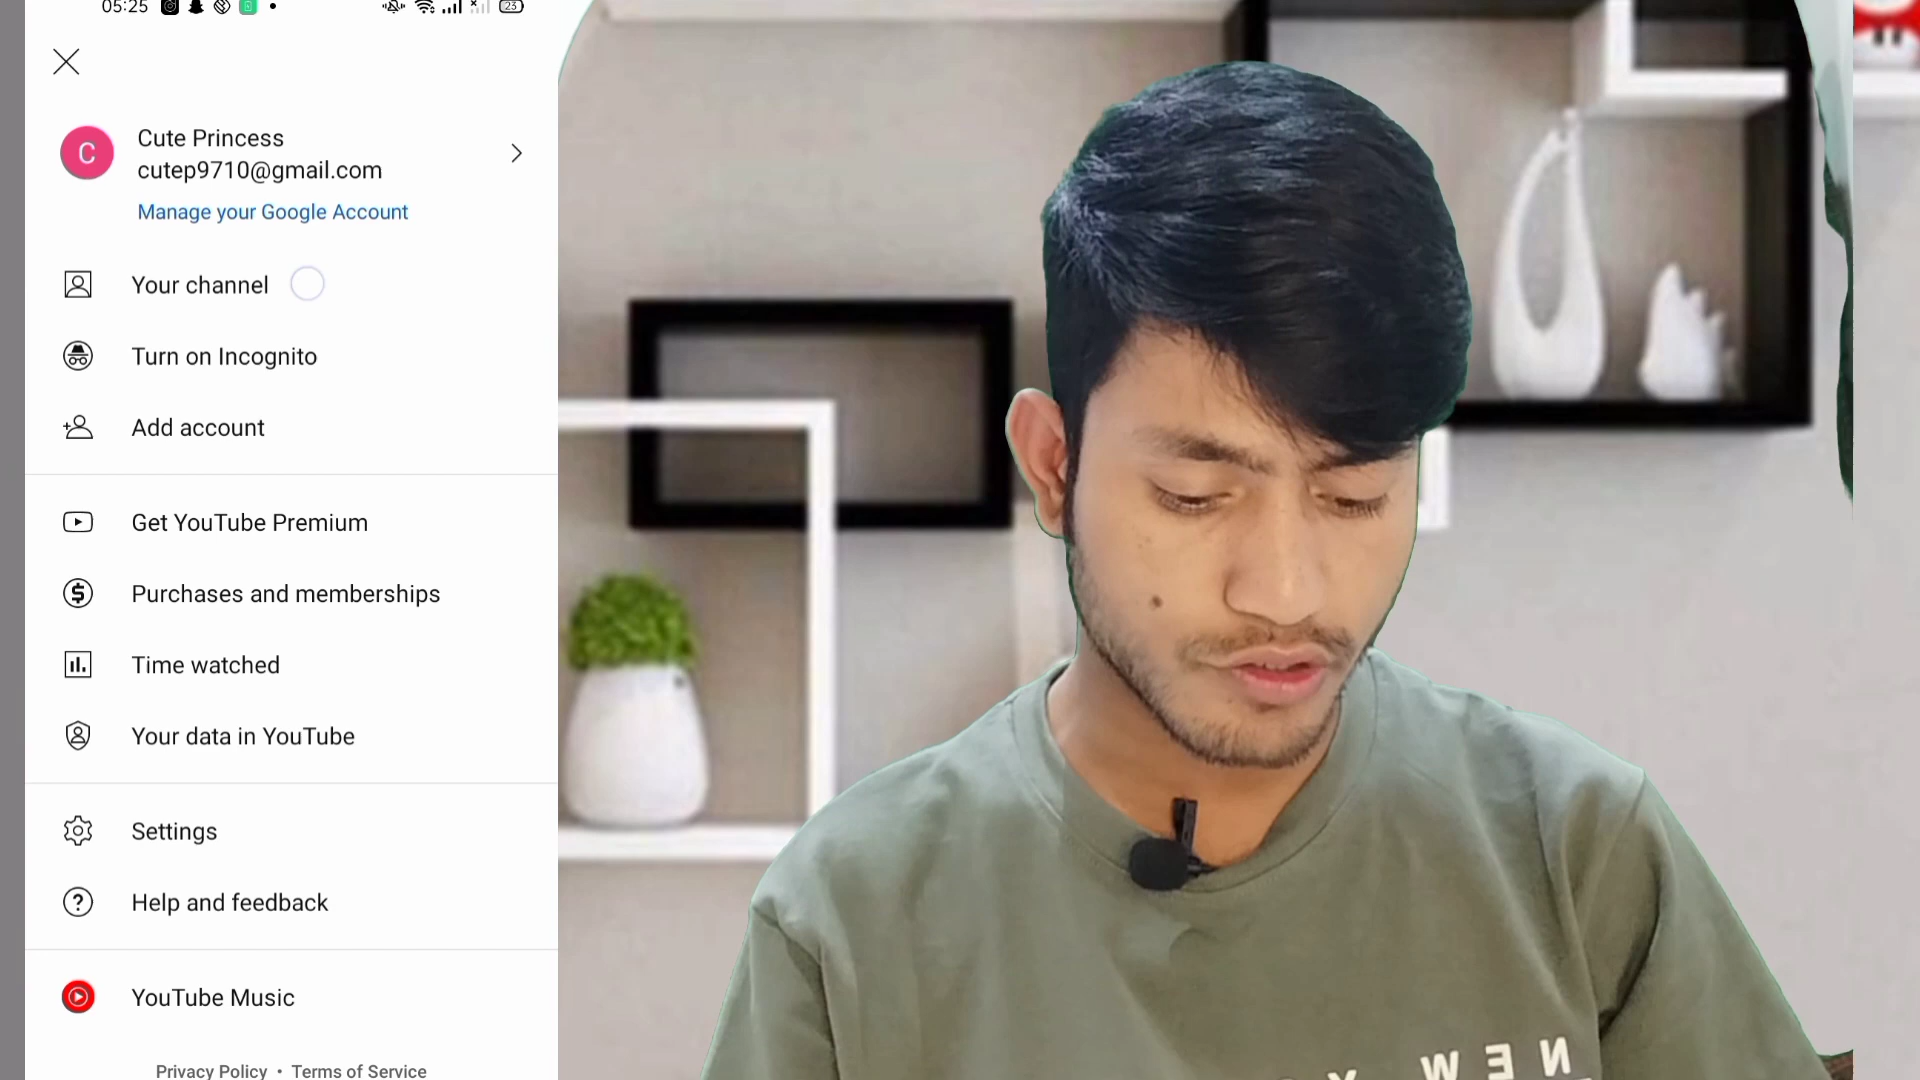 05:25
23
C
Cute Princess
cutep9710@gmail.com
Manage your Google Account
Your channel
Turn on Incognito
Add account
Get YouTube Premium
Purchases and memberships
Time watched
Your data in YouTube
Settings
Help and feedback
YouTube Music
Privacy Policy • Terms of Service
NEW